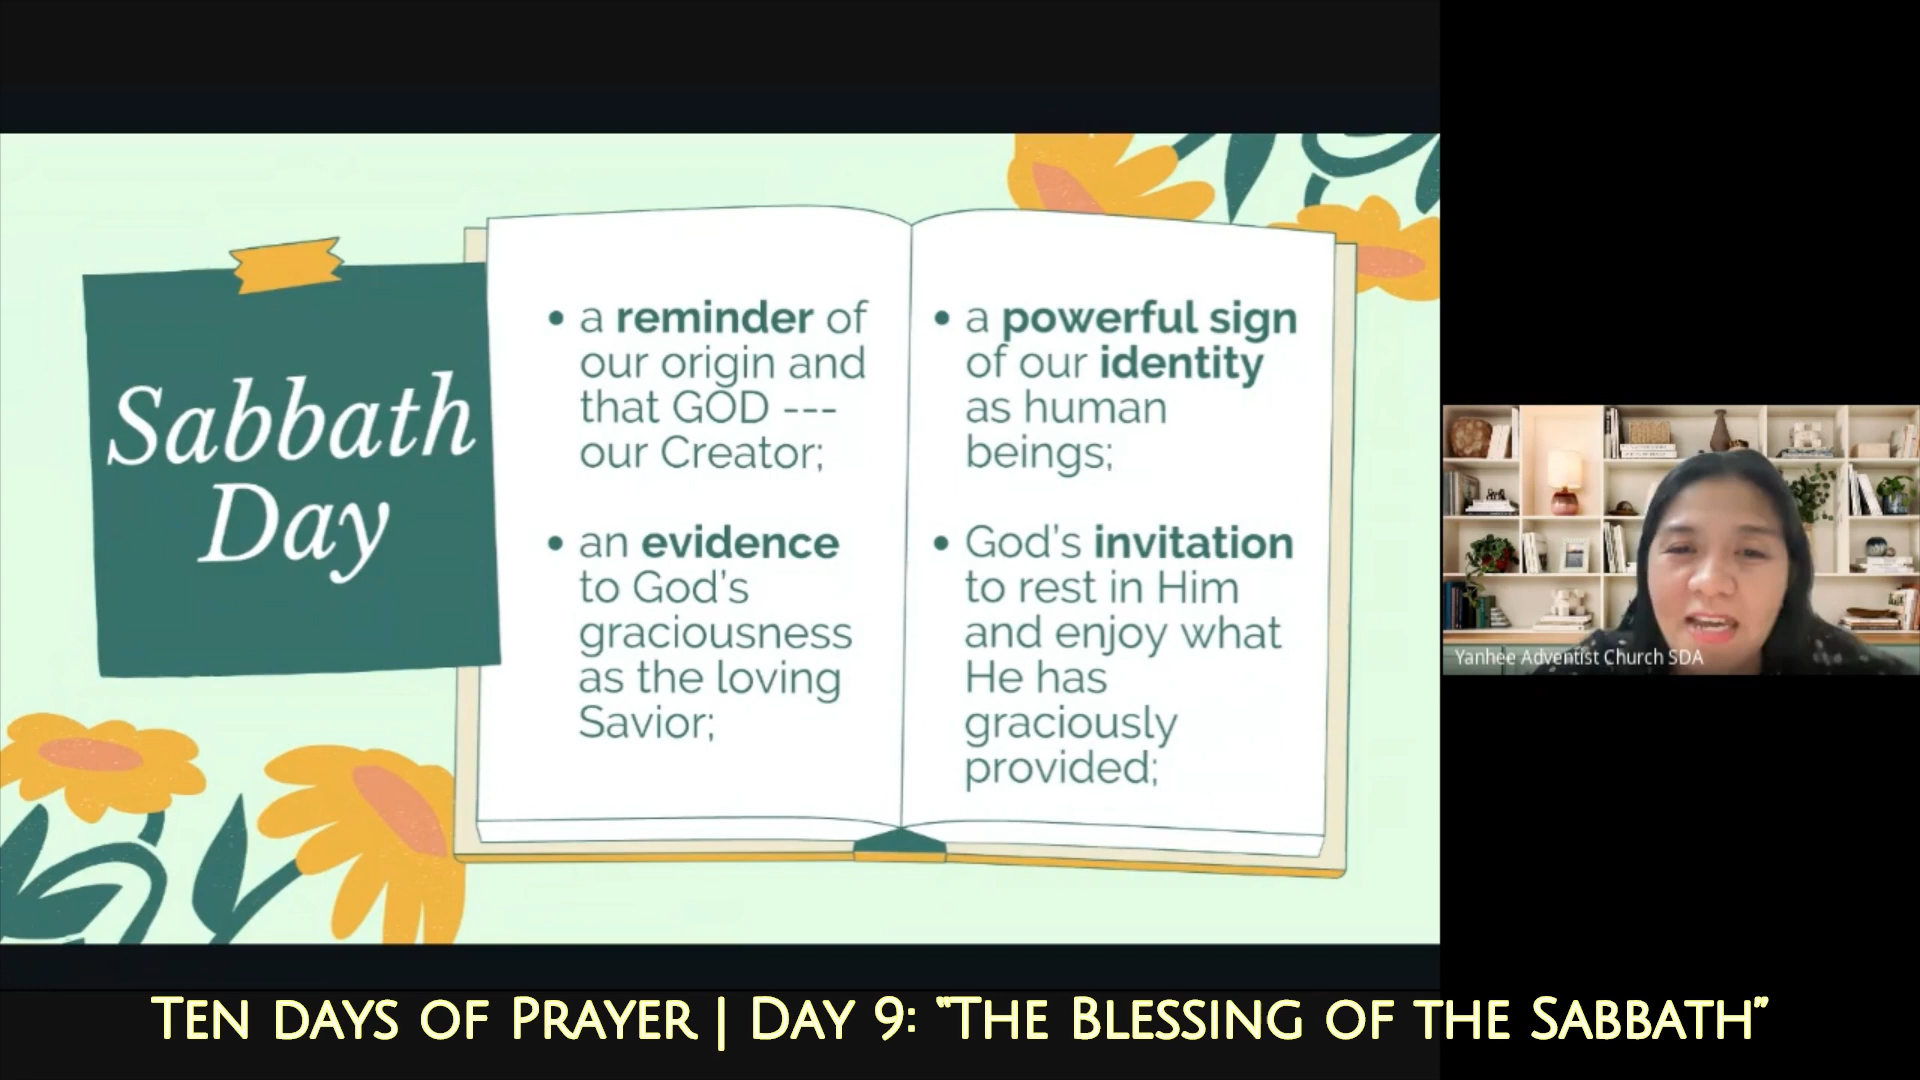 Sabbath
Day
• a reminder of
our origin and
that GOD ---
our Creator;
• an evidence
to God's
graciousness
as the loving
Savior;
• a powerful sign
of our identity
as human
beings;
• God's invitation
to rest in Him
and enjoy what
He has
graciously
provided;
Yanhee Adventist Church SDA
Ten days of Prayer | Day 9: "The Blessing of the Sabbath"